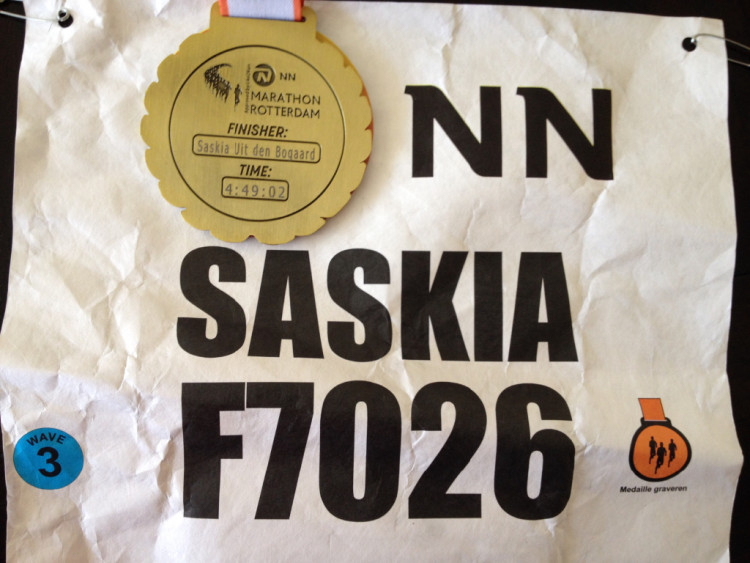 NN
MARATHON
ROTTERDAM
FINISHER:
Saskia Uit den Bogaard
TIME:
4:49:02
NN
SASKIA
F7026
WAVE
3
Medaille graveren